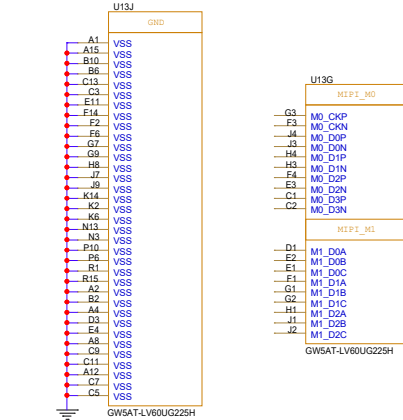 U13J
GND
A1 VSS
A15 VSS
B10 VSS
B6 VSS
C13 VSS
C3 VSS
E11 VSS
F14 VSS
F2 VSS
F6 VSS
G7 VSS
G9 VSS
H8 VSS
J7 VSS
J9 VSS
K14 VSS
K2 VSS
K6 VSS
N13 VSS
N3 VSS
P10 VSS
P6 VSS
R1 VSS
R15 VSS
A2 VSS
B2 VSS
A4 VSS
D3 VSS
E4 VSS
A8 VSS
C9 VSS
C11 VSS
A12 VSS
C7 VSS
C5 VSS
GW5AT-LV60UG225H
U13G
MIPI_M0
G3 M0_CKP
F3 M0_CKN
J4 M0_D0P
J3 M0_D0N
H4 M0_D1P
H3 M0_D1N
F4 M0_D2P
E3 M0_D2N
C1 M0_D3P
C2 M0_D3N
MIPI_M1
D1 M1_D0A
E2 M1_D0B
E1 M1_D0C
F1 M1_D1A
G1 M1_D1B
G2 M1_D1C
H1 M1_D2A
J1 M1_D2B
J2 M1_D2C
GW5AT-LV60UG225H